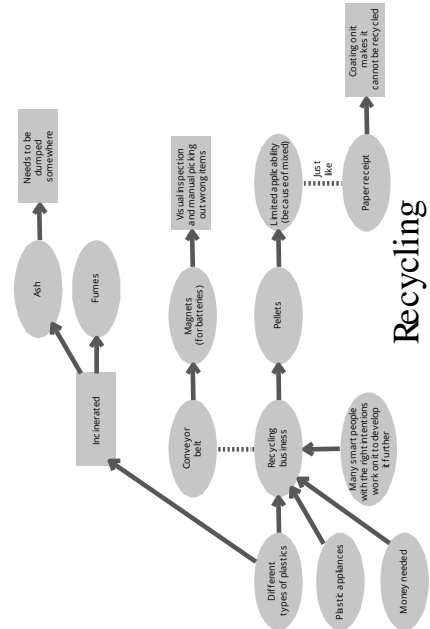 Needs to be
dumped
somewhere
Ash
Fumes
Incinerated
Visual inspection
and manual picking
out wrong items
Magnets
(for batteries)
Conveyor
belt
Limited applicability
(because of mixed)
Pellets
Recycling
business
Just
like
Coating on it
makes it
cannot be recycled
Paper receipt
Many smart people
with the right intentions
work on it to develop
it further
Different
types of plastics
Plastic appliances
Money needed
Recycling